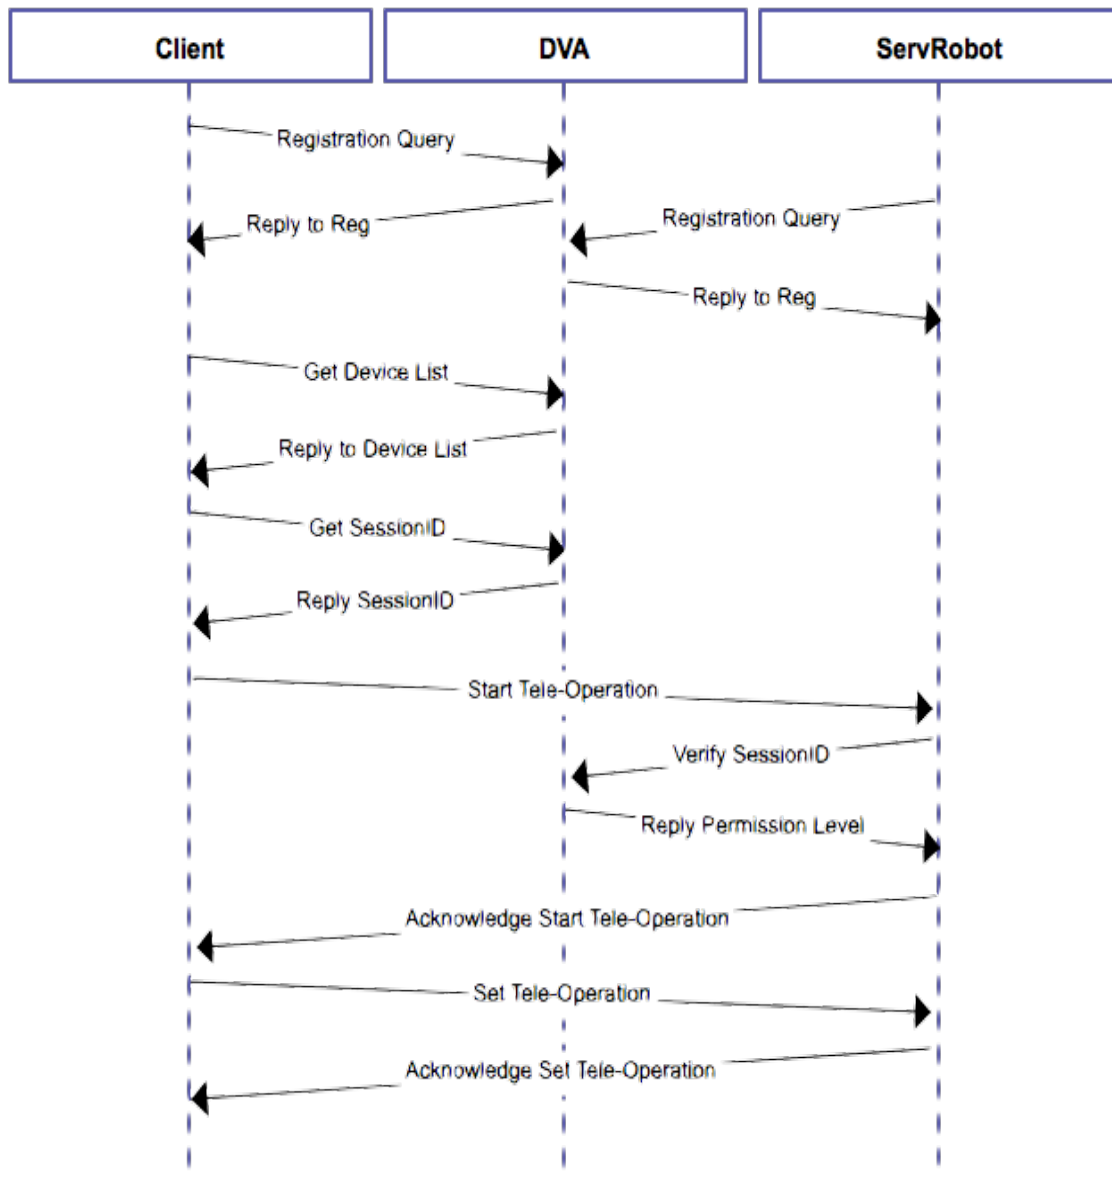 Client
DVA
ServRobot
Registration Query
Reply to Reg
Registration Query
Reply to Reg
Get Device List
Reply to Device List
Get SessionID
Reply SessionID
Start Tele-Operation
Verify SessionID
Reply Permission Level
Acknowledge Start Tele-Operation
Set Tele-Operation
Acknowledge Set Tele-Operation